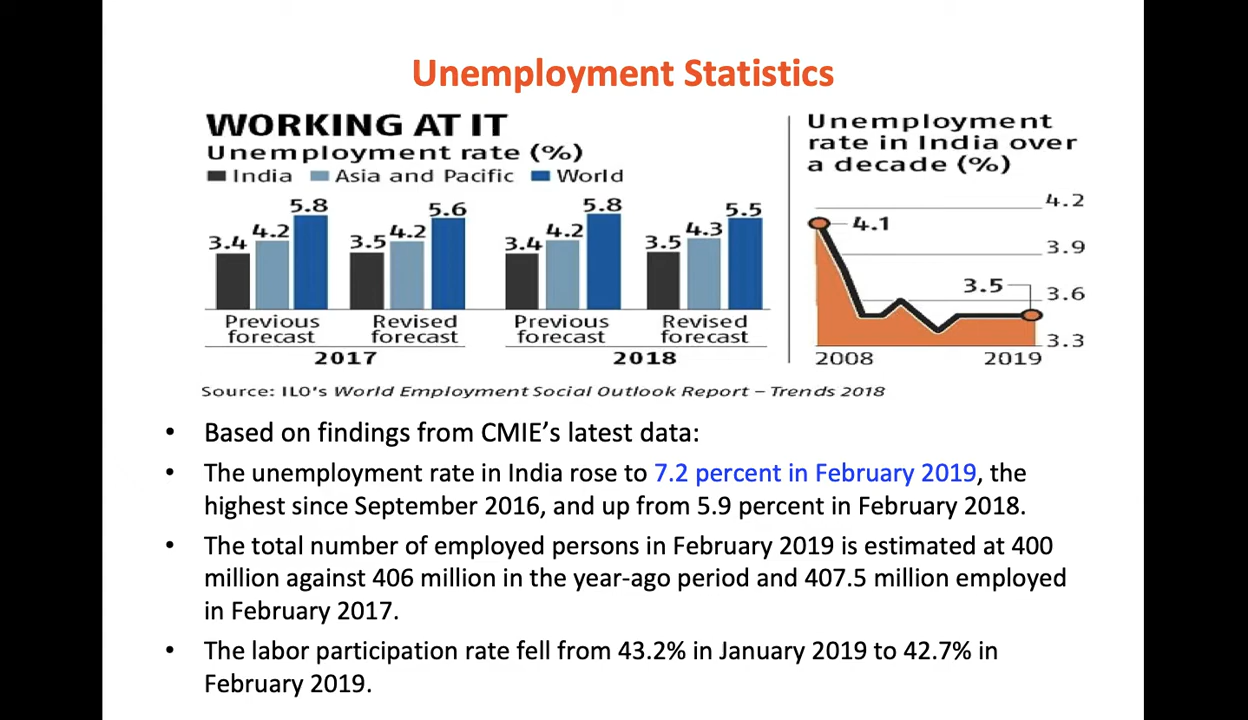 Unemployment Statistics
WORKING AT IT
Unemployment rate (%)
India Asia and Pacific World
3.4 4.2 5.8 3.5 4.2 5.6 3.4 4.2 5.8 3.5 4.3 5.5
Previous forecast Revised forecast Previous forecast Revised forecast
2017 2018
Unemployment
rate in India over
a decade (%)
4.2
4.1
3.9
3.5
3.6
3.3
2008 2019
Source: ILO's World Employment Social Outlook Report – Trends 2018
• Based on findings from CMIE's latest data:
• The unemployment rate in India rose to 7.2 percent in February 2019, the
highest since September 2016, and up from 5.9 percent in February 2018.
• The total number of employed persons in February 2019 is estimated at 400
million against 406 million in the year-ago period and 407.5 million employed
in February 2017.
• The labor participation rate fell from 43.2% in January 2019 to 42.7% in
February 2019.